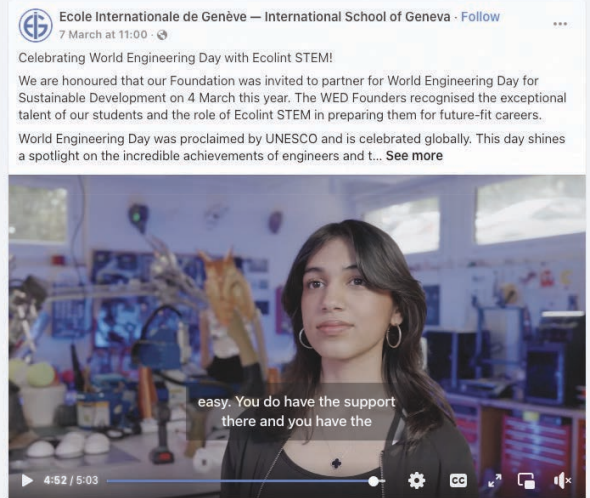 Ecole Internationale de Genève — International School of Geneva · Follow
7 March at 11:00 ·
Celebrating World Engineering Day with Ecolint STEM!
We are honoured that our Foundation was invited to partner for World Engineering Day for
Sustainable Development on 4 March this year. The WED Founders recognised the exceptional
talent of our students and the role of Ecolint STEM in preparing them for future-fit careers.
World Engineering Day was proclaimed by UNESCO and is celebrated globally. This day shines
a spotlight on the incredible achievements of engineers and t... See more
easy. You do have the support
there and you have the
4:52 / 5:03
CC